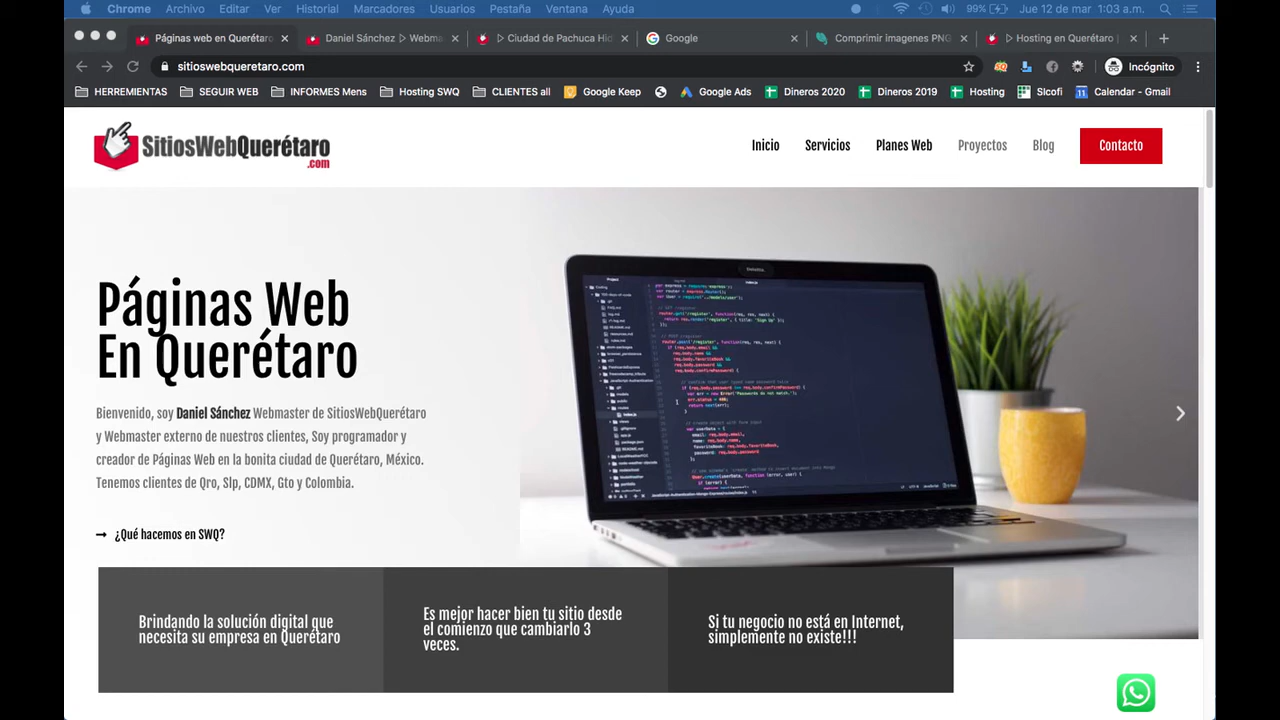 Chrome Archivo Editar Ver Historial Marcadores Usuarios Pestaña Ventana Ayuda 99% Jue 12 de mar 1:03 a.m.
Páginas web en Querétaro Daniel Sánchez ▷ Webma ▷ Ciudad de Pachuca Hid Google Comprimir imagenes PNG ▷ Hosting en Querétaro |
sitioswebqueretaro.com Incógnito
HERREMIENTAS SEGUIR WEB INFORMES Mens Hosting SWQ CLIENTES all Google Keep Google Ads Dineros 2020 Dineros 2019 Hosting SIcofi Calendar - Gmail
SitiosWebQuerétaro
.com
Inicio Servicios Planes Web Proyectos Blog Contacto
Páginas Web
En Querétaro
Bienvenido, soy Daniel Sánchez Webmaster de SitiosWebQuerétaro
y Webmaster externo de nuestros clientes, Soy programador y
creador de Páginas Web en la bonita ciudad de Querétaro, México.
Tenemos clientes de Qro, Slp, CDMX, Gto y Colombia.
¿Qué hacemos en SWQ?
Brindando la solución digital que
necesita su empresa en Querétaro
Es mejor hacer bien tu sitio desde
el comienzo que cambiarlo 3
veces.
Si tu negocio no está en Internet,
simplemente no existe!!!